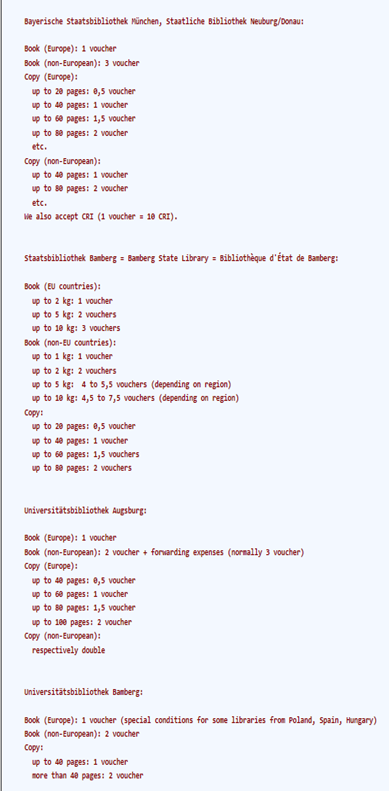 Bayerische Staatsbibliothek München, Staatliche Bibliothek Neuburg/Donau:
Book (Europe): 1 voucher
Book (non-European): 3 voucher
Copy (Europe):
up to 20 pages: 0,5 voucher
up to 40 pages: 1 voucher
up to 60 pages: 1,5 voucher
up to 80 pages: 2 voucher
etc.
Copy (non-European):
up to 40 pages: 1 voucher
up to 80 pages: 2 voucher
etc.
We also accept CRI (1 voucher = 10 CRI).
Staatsbibliothek Bamberg = Bamberg State Library = Bibliothèque d'État de Bamberg:
Book (EU countries):
up to 2 kg: 1 voucher
up to 5 kg: 2 vouchers
up to 10 kg: 3 vouchers
Book (non-EU countries):
up to 1 kg: 1 voucher
up to 2 kg: 2 vouchers
up to 5 kg: 4 to 5,5 vouchers (depending on region)
up to 10 kg: 4,5 to 7,5 vouchers (depending on region)
Copy:
up to 20 pages: 0,5 voucher
up to 40 pages: 1 voucher
up to 60 pages: 1,5 vouchers
up to 80 pages: 2 vouchers
Universitätsbibliothek Augsburg:
Book (Europe): 1 voucher
Book (non-European): 2 voucher + forwarding expenses (normally 3 voucher)
Copy (Europe):
up to 40 pages: 0,5 voucher
up to 60 pages: 1 voucher
up to 80 pages: 1,5 voucher
up to 100 pages: 2 voucher
Copy (non-European):
respectively double
Universitätsbibliothek Bamberg:
Book (Europe): 1 voucher (special conditions for some libraries from Poland, Spain, Hungary)
Book (non-European): 2 voucher
Copy:
up to 40 pages: 1 voucher
more than 40 pages: 2 voucher